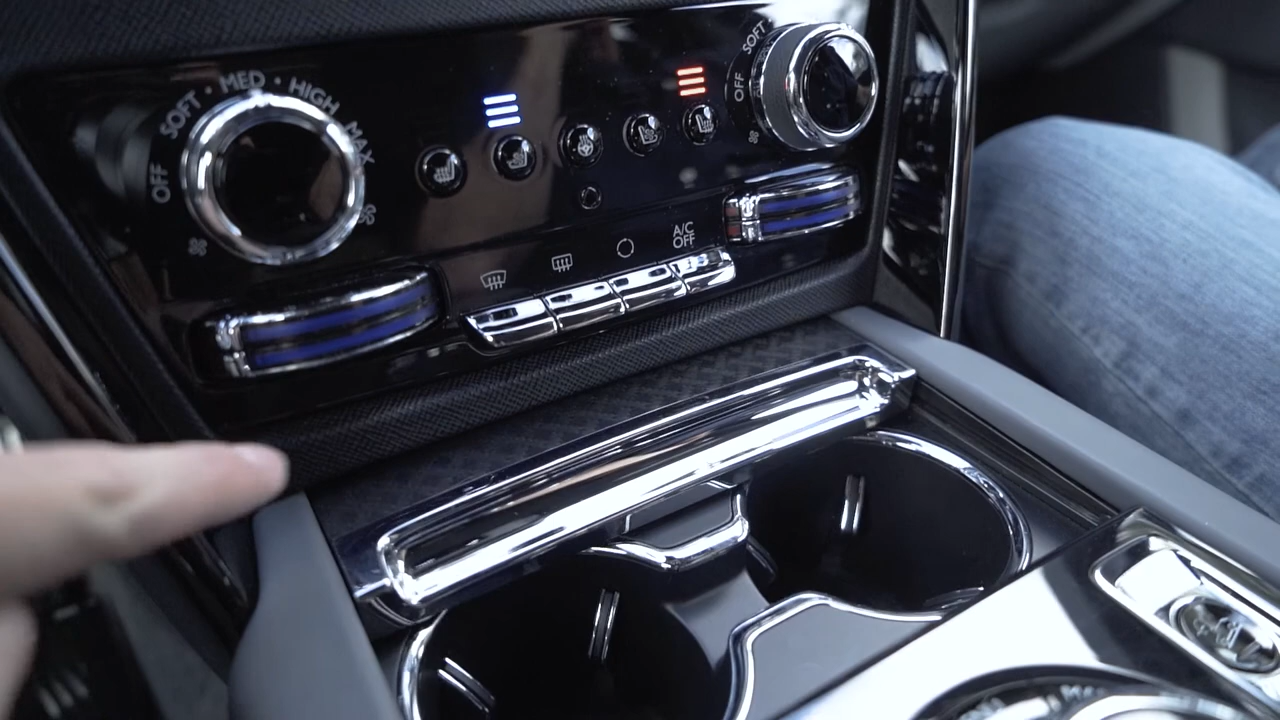 OFF SOFT • MED • HIGH MAX
OFF SOFT
A/C
OFF